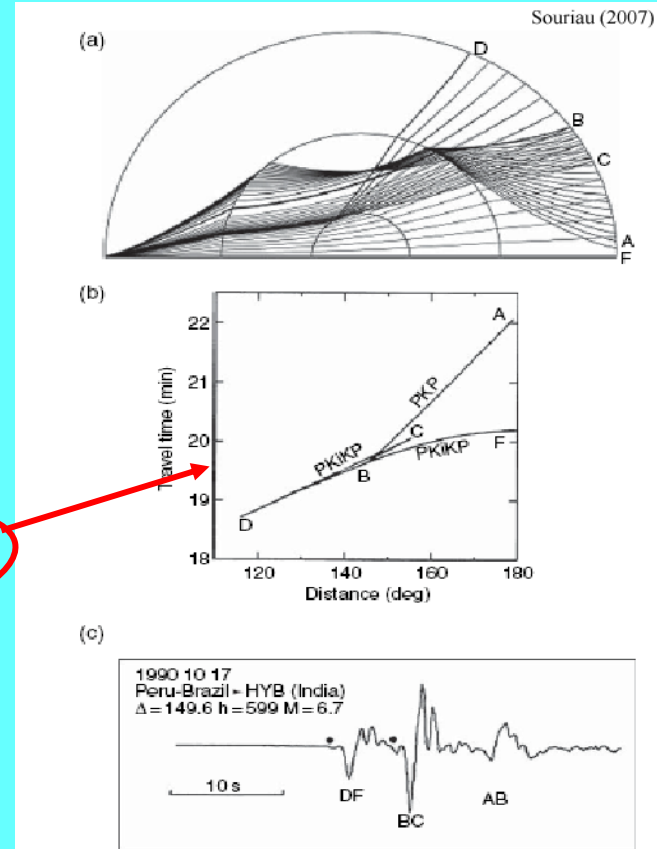 Souriau (2007)
(a)
D
B
C
A
F
(b)
22
21
20
19
18
Travel time (min)
A
PKP
C
PKiKP
PKiKP
F
B
D
120 140 160 180
Distance (deg)
(c)
1990 10 17
Peru-Brazil - HYB (India)
Δ = 149.6 h = 599 M = 6.7
10 s
DF
BC
AB